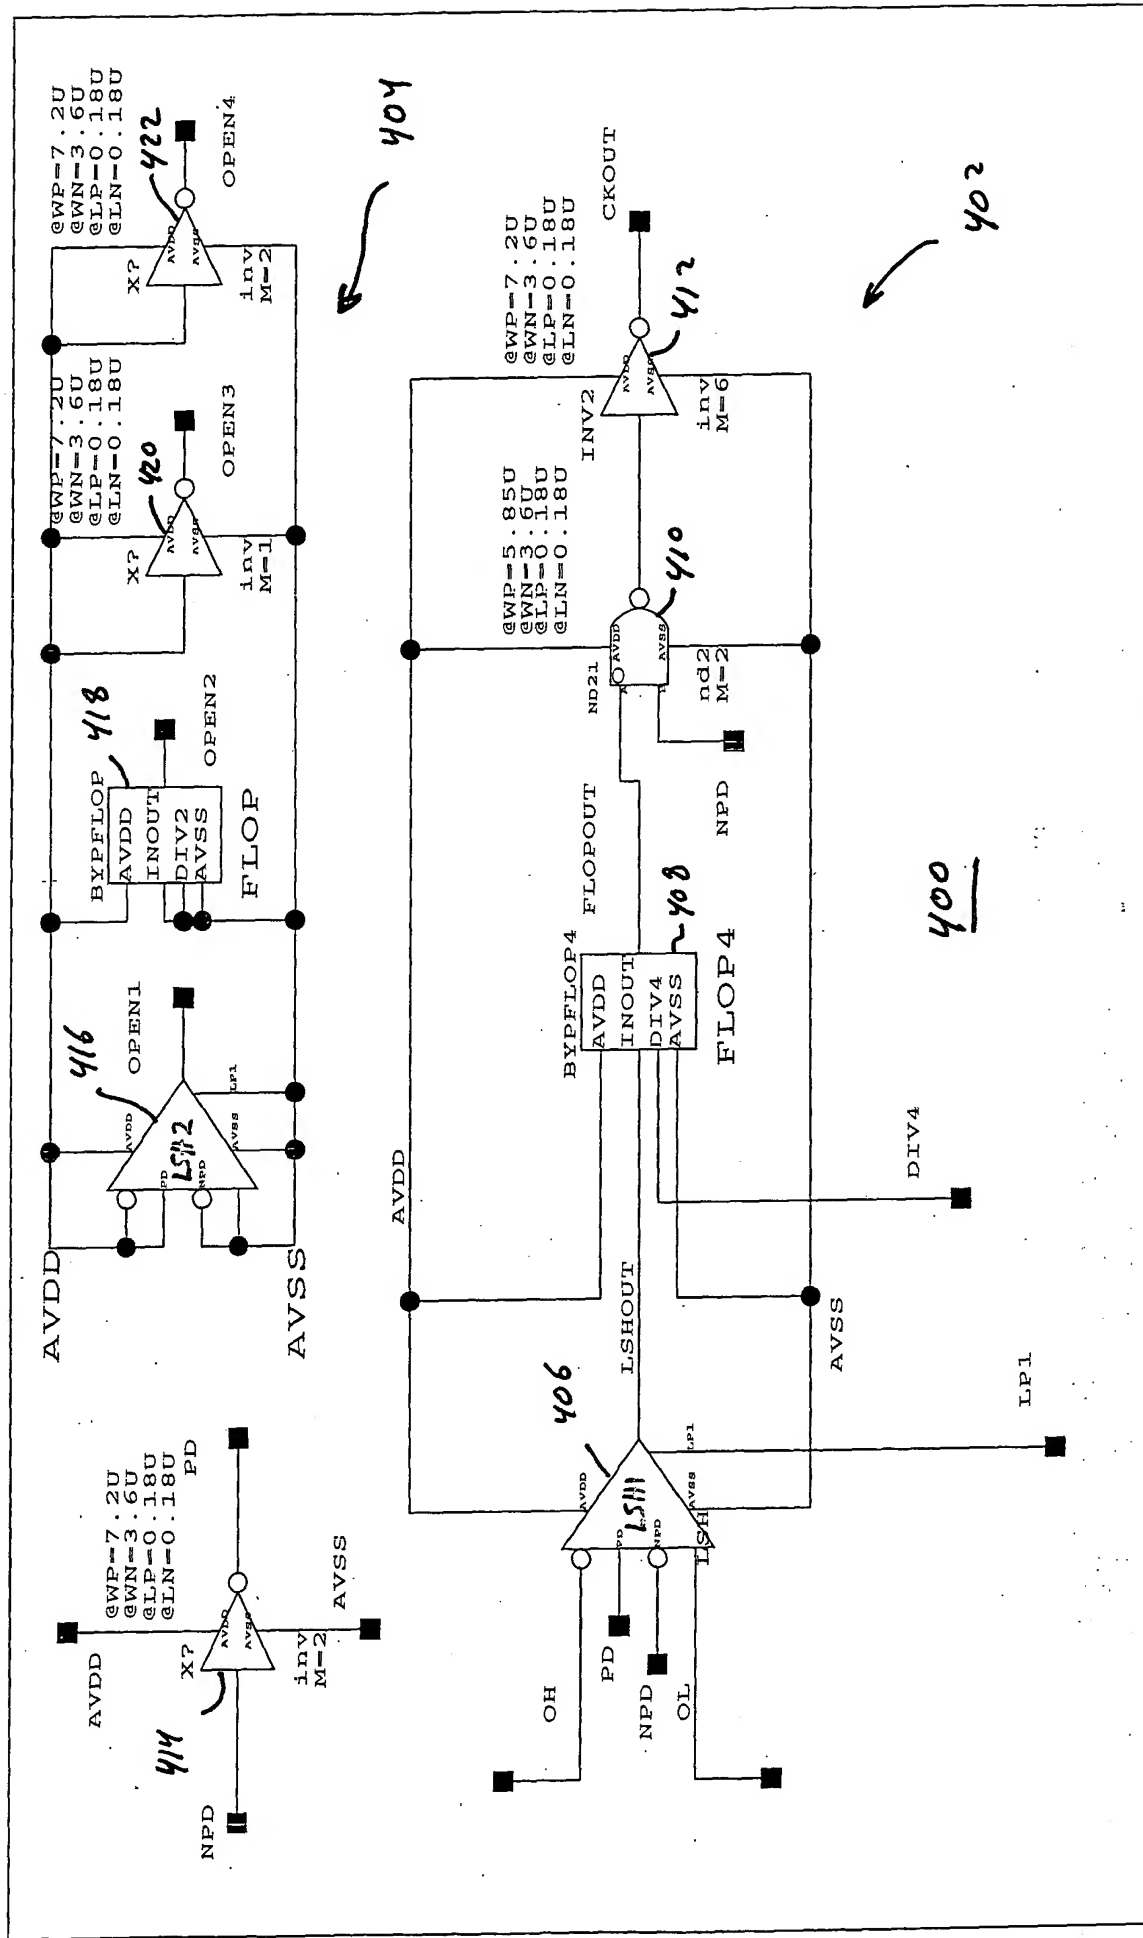 NPD
414
AVDD
X?
AVDD
AVSS
inv
M=2
@WP=7.2U
@WN=3.6U
@LP=0.18U
@LN=0.18U
PD
AVSS
AVDD
AVSS
416
AVDD
PD
LSH2
NPD
AVSS
LP1
OPEN1
BYPFLOP
418
AVDD
INOUT
DIV2
AVSS
FLOP
OPEN2
X?
AVDD
AVSS
inv
M=1
@WP=7.2U
@WN=3.6U
@LP=0.18U
@LN=0.18U
420
OPEN3
X?
AVDD
AVSS
inv
M=2
@WP=7.2U
@WN=3.6U
@LP=0.18U
@LN=0.18U
422
OPEN4
404
OH
PD
NPD
OL
406
AVDD
PD
LSH1
NPD
AVSS
LSH
LP1
LP1
AVDD
LSHOUT
AVSS
DIV4
BYPFLOP4
AVDD
INOUT
DIV4
AVSS
408
FLOP4
FLOPOUT
NPD
ND21
AVDD
A
AVSS
nd2
M=2
@WP=5.85U
@WN=3.6U
@LP=0.18U
@LN=0.18U
410
INV2
AVDD
AVSS
inv
M=6
@WP=7.2U
@WN=3.6U
@LP=0.18U
@LN=0.18U
412
CKOUT
402
400